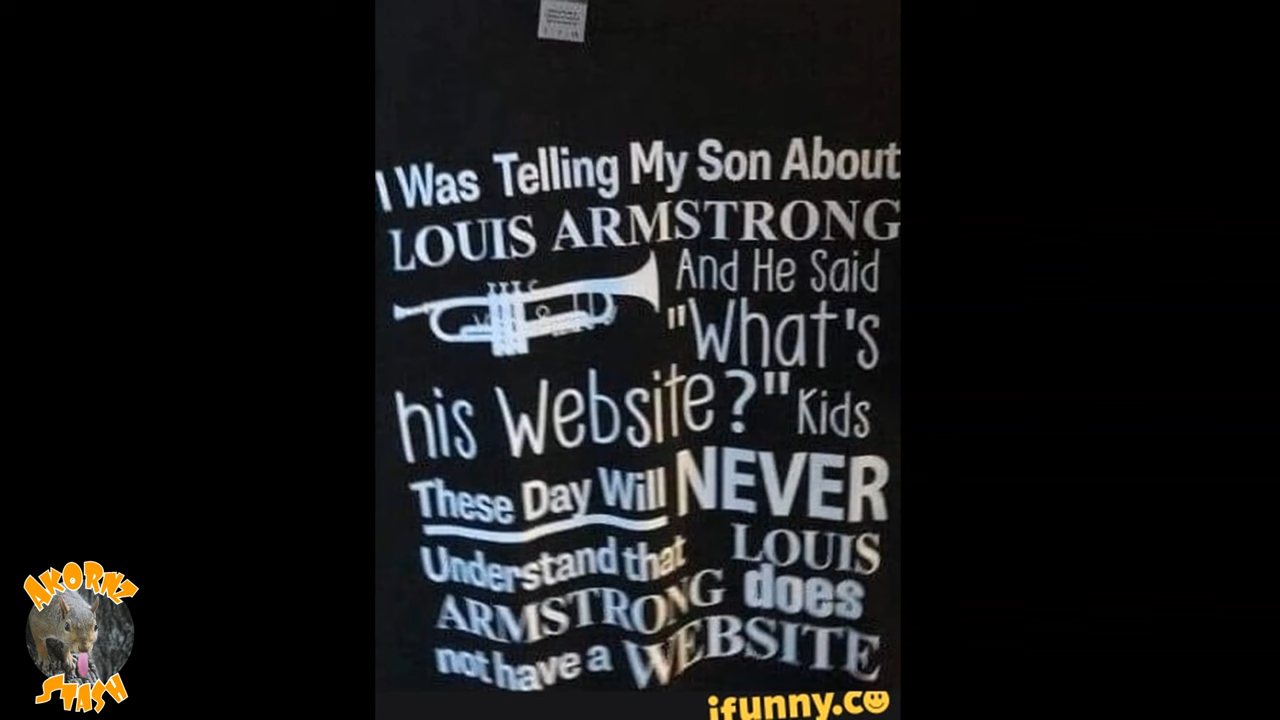 I Was Telling My Son About
LOUIS ARMSTRONG
And He Said
"What's
his Website?" Kids
These Day Will NEVER
Understand that LOUIS
ARMSTRONG does
not have a WEBSITE
ifunny.co
AKORNZ
STASH